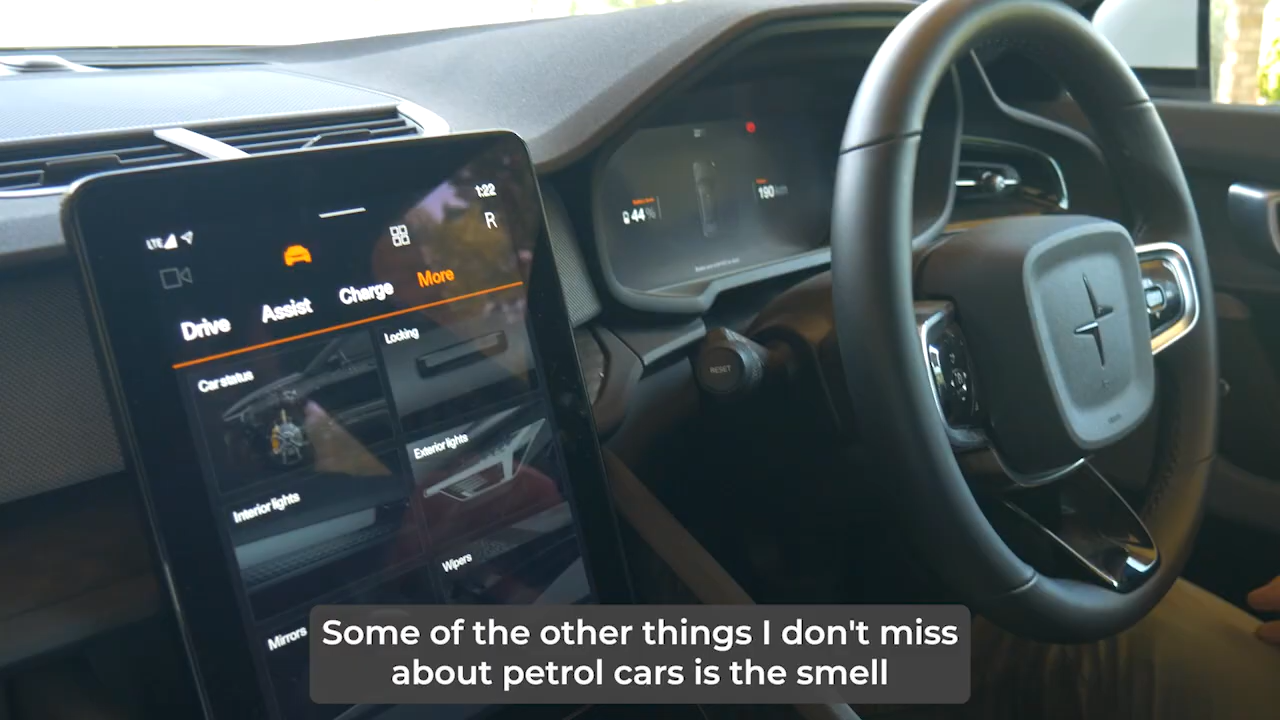 LTE
1:22
R
Drive Assist Charge More
Car status
Locking
Interior lights
Exterior lights
Mirrors
Wipers
44 %
190 km
RESET
Some of the other things I don't miss
about petrol cars is the smell